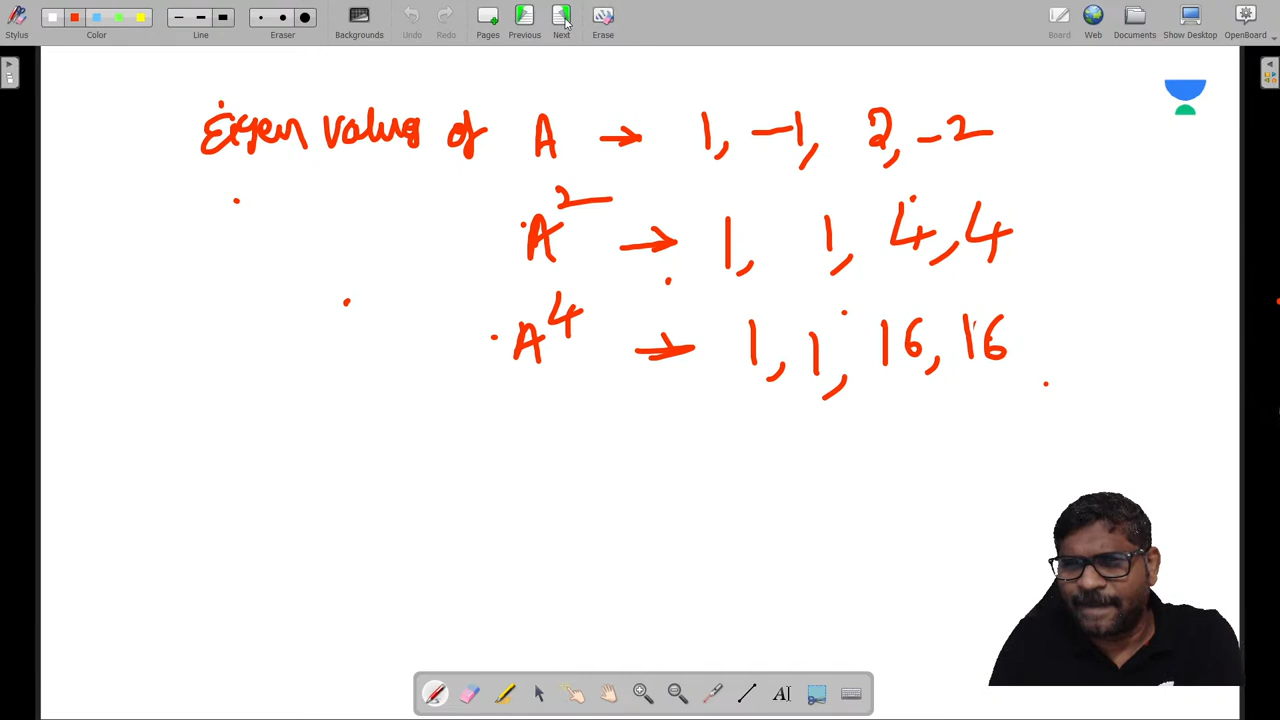 Stylus
Color
Line
Eraser
Backgrounds
Undo
Redo
Pages
Previous
Next
Erase
Board
Web
Documents
Show Desktop
OpenBoard
Eigen value of A → 1, -1, 2, -2
A² → 1, 1, 4, 4
A⁴ → 1, 1, 16, 16